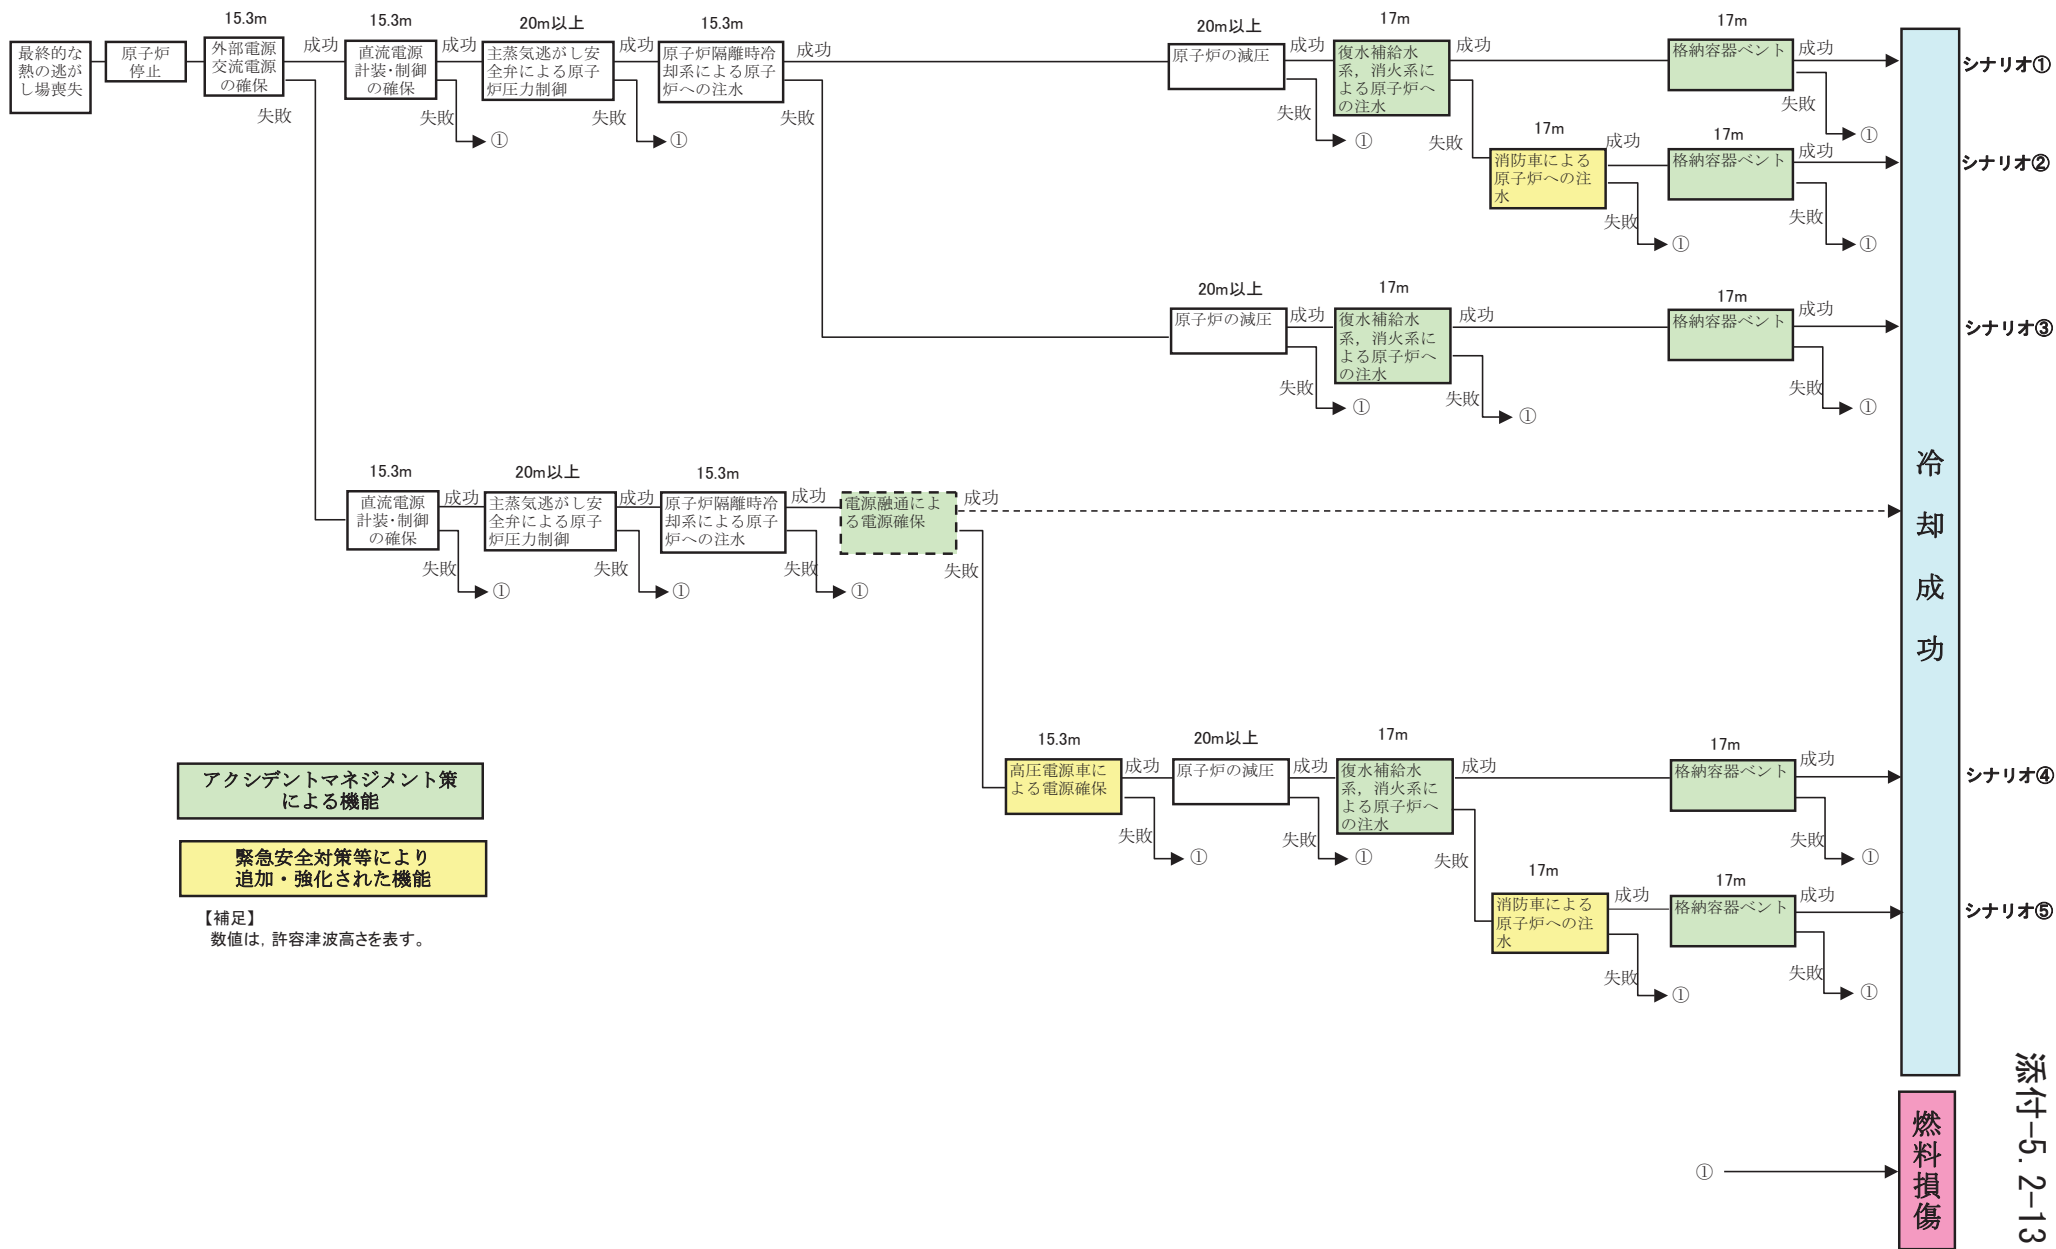 15.3m
15.3m
20m以上
15.3m
20m以上
17m
17m
最終的な
熱の逃が
し場喪失
原子炉
停止
外部電源
交流電源
の確保
成功
失敗
直流電源
計装・制御
の確保
成功
失敗
①
主蒸気逃がし安
全弁による原子
炉圧力制御
成功
失敗
①
原子炉隔離時冷
却系による原子
炉への注水
成功
失敗
原子炉の減圧
成功
失敗
①
復水補給水
系，消火系に
よる原子炉へ
の注水
成功
失敗
格納容器ベント
成功
失敗
①
シナリオ①
17m
消防車による
原子炉への注
水
成功
失敗
①
17m
格納容器ベント
成功
失敗
①
シナリオ②
20m以上
原子炉の減圧
成功
失敗
①
17m
復水補給水
系，消火系に
よる原子炉へ
の注水
成功
失敗
①
17m
格納容器ベント
成功
失敗
①
シナリオ③
15.3m
直流電源
計装・制御
の確保
成功
失敗
①
20m以上
主蒸気逃がし安
全弁による原子
炉圧力制御
成功
失敗
①
15.3m
原子炉隔離時冷
却系による原子
炉への注水
成功
失敗
①
電源融通によ
る電源確保
成功
失敗
15.3m
高圧電源車に
よる電源確保
成功
失敗
①
20m以上
原子炉の減圧
成功
失敗
①
17m
復水補給水
系，消火系に
よる原子炉へ
の注水
成功
失敗
17m
格納容器ベント
成功
失敗
①
シナリオ④
17m
消防車による
原子炉への注
水
成功
失敗
①
17m
格納容器ベント
成功
失敗
①
シナリオ⑤
冷却成功
アクシデントマネジメント策
による機能
緊急安全対策等により
追加・強化された機能
【補足】
数値は，許容津波高さを表す。
①
燃料損傷
添付-5.2-13